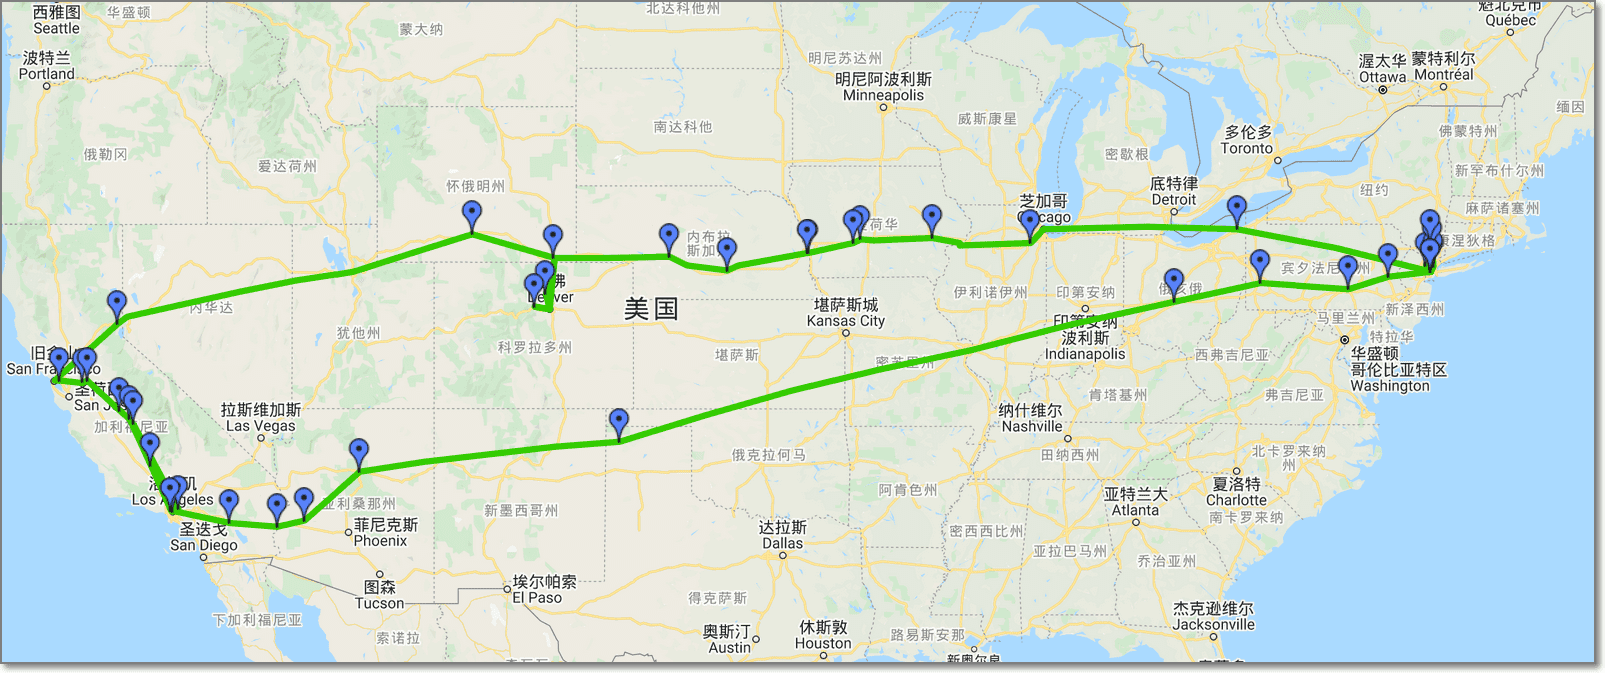 西雅图
Seattle
华盛顿
北达科他州
蒙大纳
Québec
波特兰
Portland
明尼苏达州
明尼阿波利斯
Minneapolis
渥太华
Ottawa
蒙特利尔
Montréal
缅因
南达科他
威斯康星
多伦多
Toronto
佛蒙特州
俄勒冈
爱达荷州
怀俄明州
密歇根
底特律
Detroit
纽约
新罕布什尔州
麻萨诸塞州
芝加哥
Chicago
荷华
内布拉
斯加
康涅狄格
宾夕法尼
州
内华达
Denver
美国
伊利诺伊州
印第安纳
俄亥俄
新泽西州
马里兰州
特拉华
堪萨斯城
Kansas City
印第安纳
波利斯
Indianapolis
犹他州
科罗拉多州
堪萨斯
密苏里州
西弗吉尼亚
华盛顿
哥伦比亚特区
Washington
旧金山
San Francisco
San J
加利福尼亚
拉斯维加斯
Las Vegas
肯塔基州
弗吉尼亚
纳什维尔
Nashville
俄克拉何马
田纳西州
北卡罗来纳
州
Los Angeles
亚利桑那州
新墨西哥州
阿肯色州
夏洛特
Charlotte
亚特兰大
Atlanta
南卡罗来纳
圣迭戈
San Diego
菲尼克斯
Phoenix
达拉斯
Dallas
密西西比州
亚拉巴马州
乔治亚州
图森
Tucson
埃尔帕索
El Paso
得克萨斯
下加利福尼亚
索诺拉
奥斯汀
Austin
休斯敦
Houston
路易斯安那
杰克逊维尔
Jacksonville